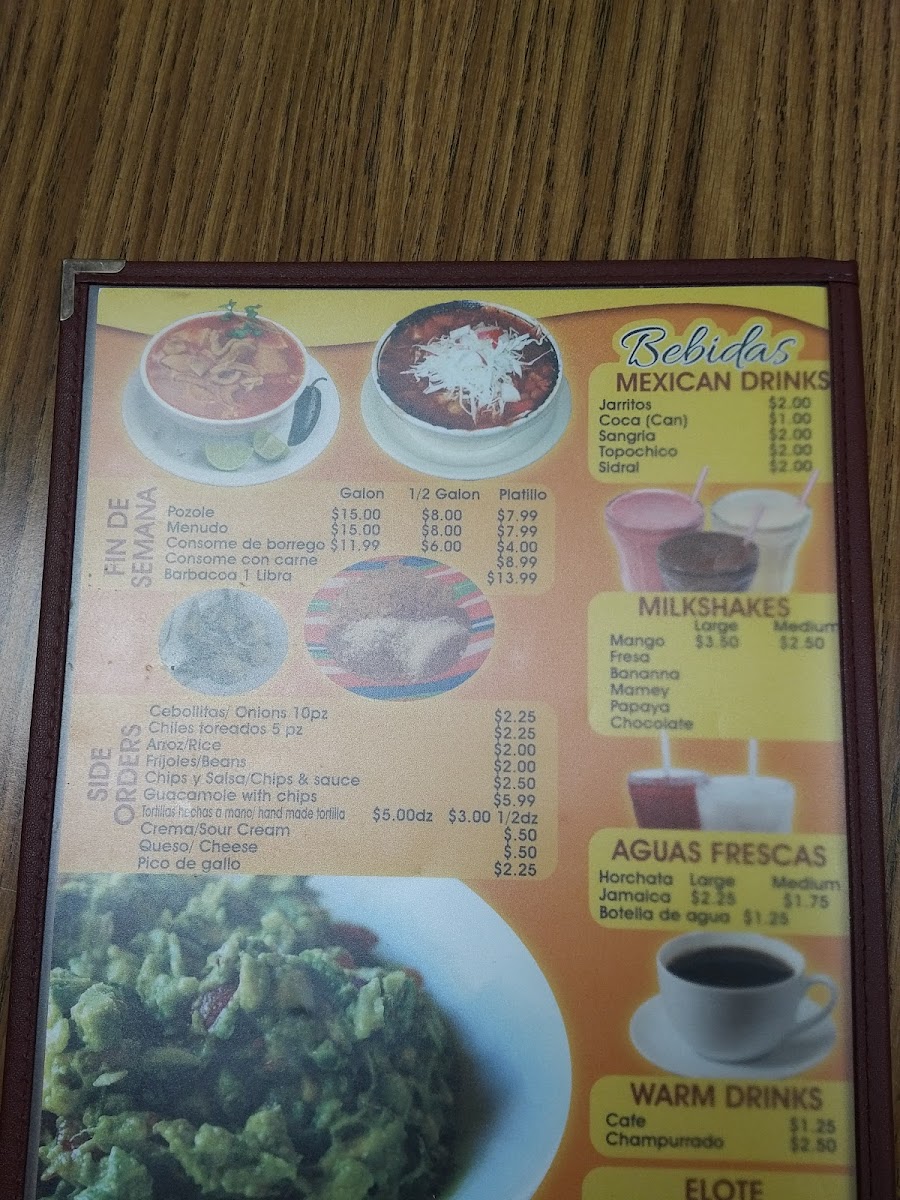 Galon 1/2 Galon Platillo
FIN DE
SEMANA
Pozole $15.00 $8.00 $7.99
Menudo $15.00 $8.00 $7.99
Consome de borrego $11.99 $6.00 $4.00
Consome con carne $8.99
Barbacoa 1 Libra $13.99
SIDE
ORDERS
Cebollitas/ Onions 10pz $2.25
Chiles toreados 5 pz $2.25
Arroz/Rice $2.00
Frijoles/Beans $2.00
Chips y Salsa/Chips & sauce $2.50
Guacamole with chips $5.99
Tortillas hechas a mano/ hand made tortilla $5.00dz $3.00 1/2dz
Crema/Sour Cream $.50
Queso/ Cheese $.50
Pico de gallo $2.25
Bebidas
MEXICAN DRINKS
Jarritos $2.00
Coca (Can) $1.00
Sangria $2.00
Topochico $2.00
Sidral $2.00
MILKSHAKES
Large Medium
Mango $3.50 $2.50
Fresa
Bananna
Mamey
Papaya
Chocolate
AGUAS FRESCAS
Horchata Large Medium
Jamaica $2.25 $1.75
Botella de agua $1.25
WARM DRINKS
Cafe $1.25
Champurrado $2.50
ELOTE